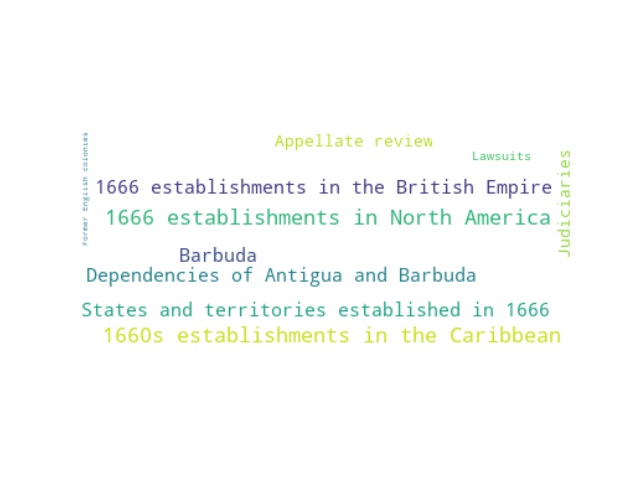 Former English colonies
Appellate review
Lawsuits
Judiciaries
1666 establishments in the British Empire
1666 establishments in North America
Barbuda
Dependencies of Antigua and Barbuda
States and territories established in 1666
1660s establishments in the Caribbean